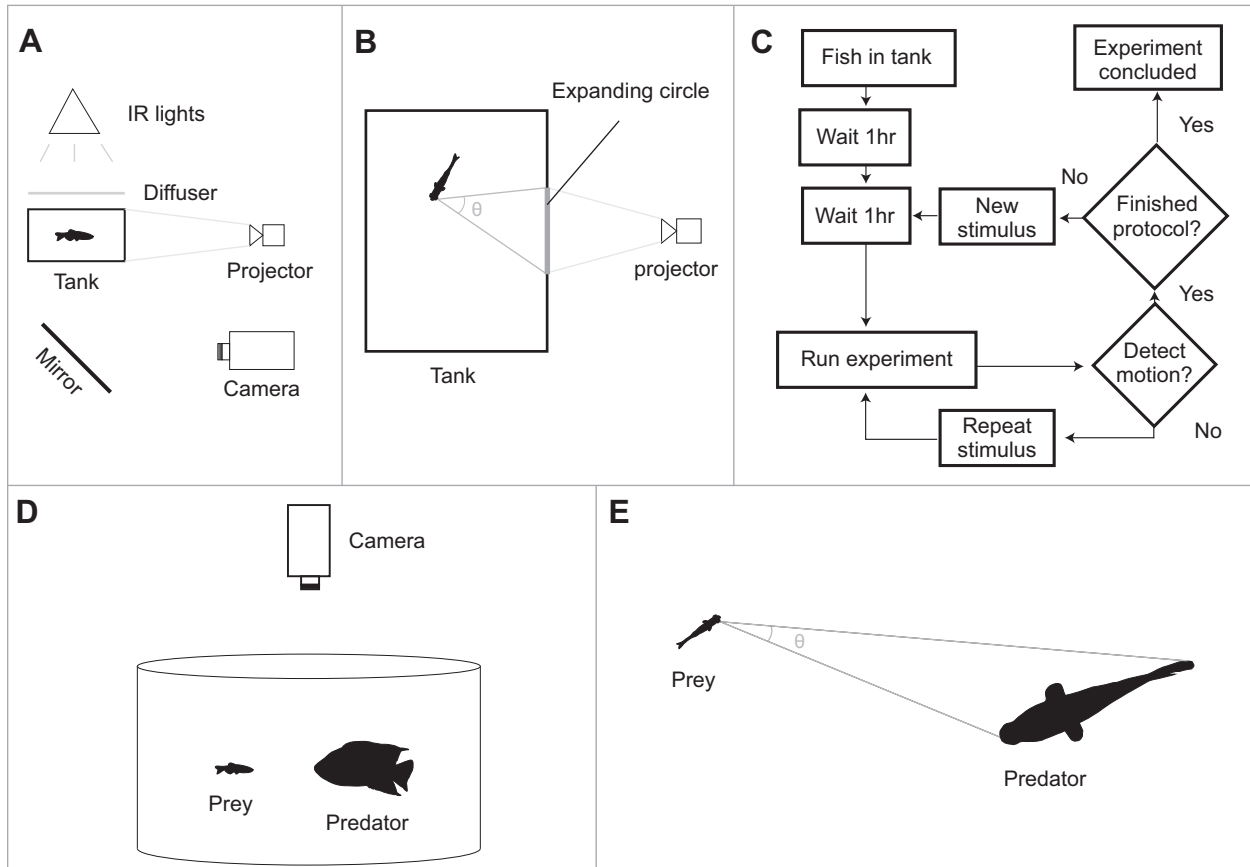 A
IR lights
Diffuser
Tank
Projector
Mirror
Camera
B
Expanding circle
θ
projector
Tank
C
Fish in tank
Wait 1hr
Wait 1hr
Run experiment
New
stimulus
Repeat
stimulus
Experiment
concluded
Yes
No
Finished
protocol?
Yes
Detect
motion?
No
D
Camera
Prey
Predator
E
θ
Prey
Predator